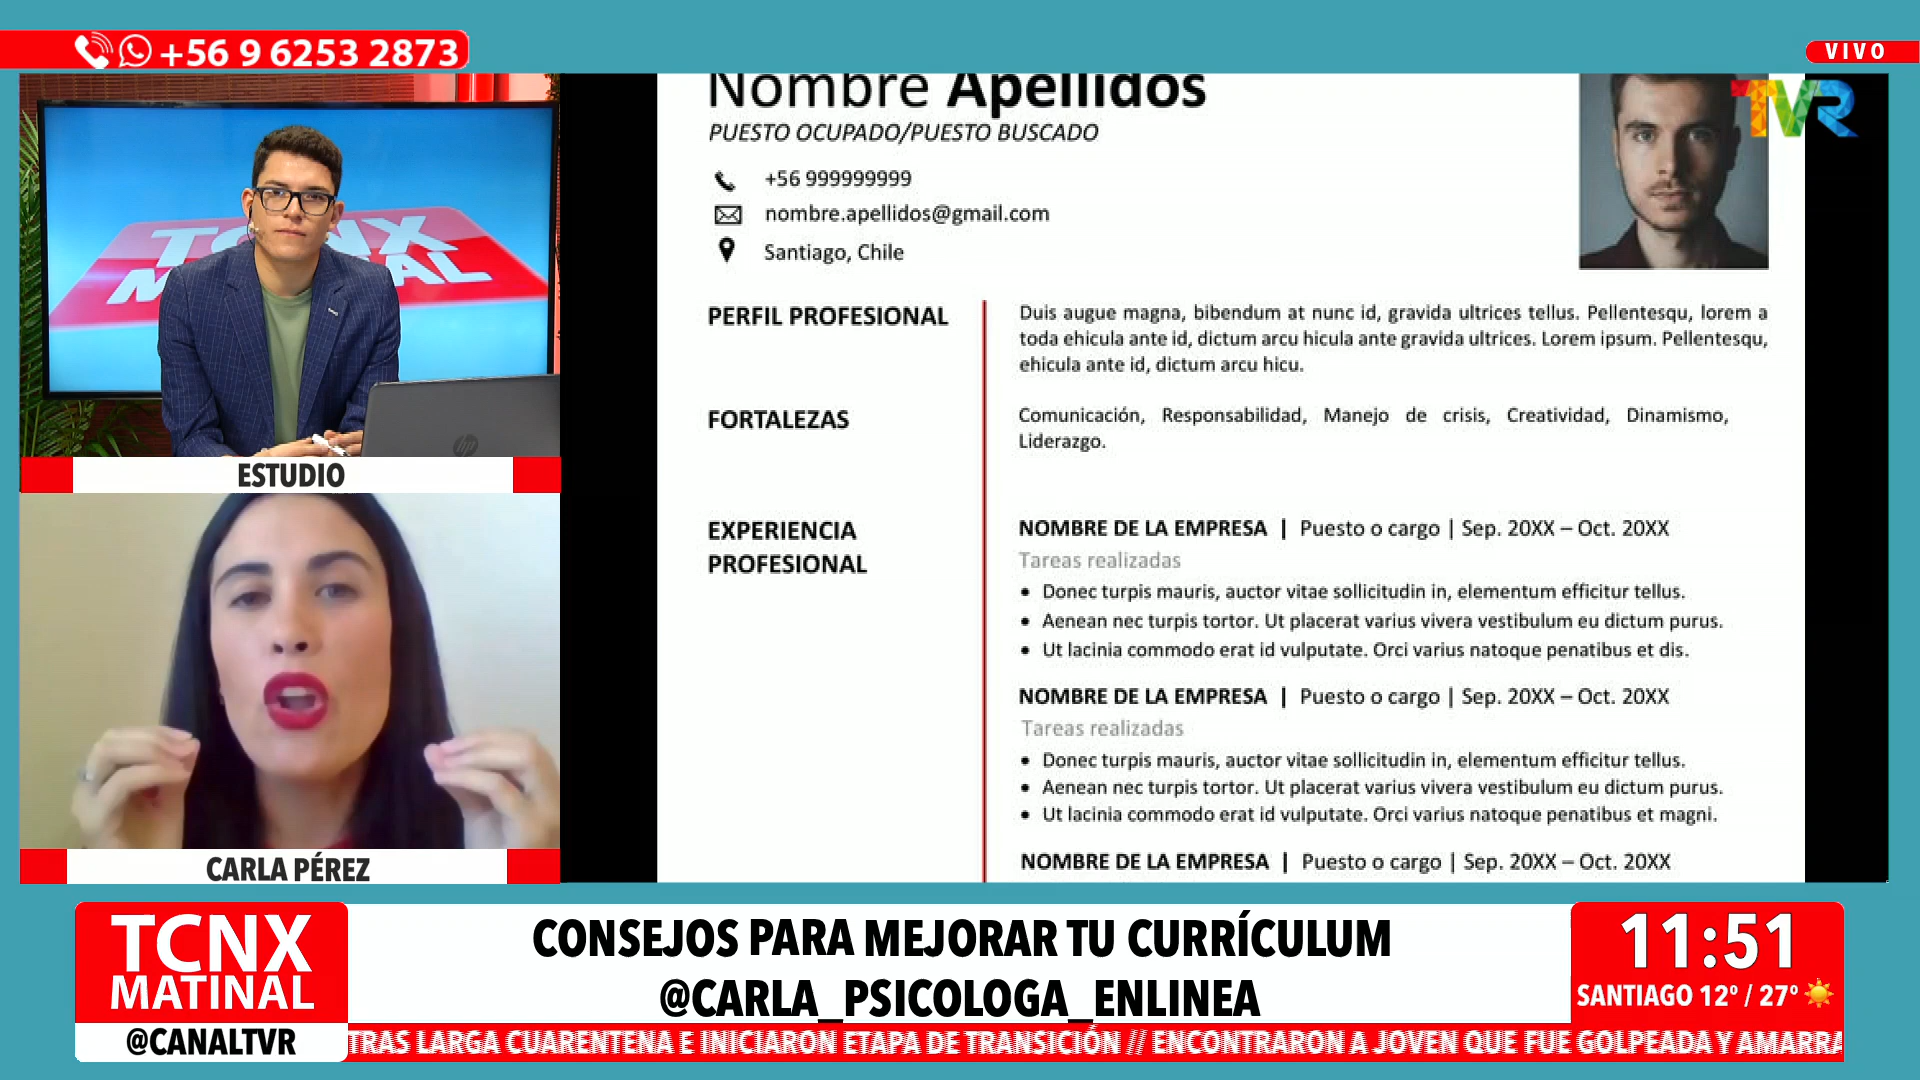 +56 9 6253 2873
VIVO
TVR
TCNX
ESTUDIO
CARLA PÉREZ
Nombre Apellidos
PUESTO OCUPADO/PUESTO BUSCADO
+56 999999999
nombre.apellidos@gmail.com
Santiago, Chile
PERFIL PROFESIONAL
Duis augue magna, bibendum at nunc id, gravida ultrices tellus. Pellentesqu, lorem a
toda ehicula ante id, dictum arcu hicula ante gravida ultrices. Lorem ipsum. Pellentesqu,
ehicula ante id, dictum arcu hicu.
FORTALEZAS
Comunicación, Responsabilidad, Manejo de crisis, Creatividad, Dinamismo,
Liderazgo.
EXPERIENCIA
PROFESIONAL
NOMBRE DE LA EMPRESA | Puesto o cargo | Sep. 20XX – Oct. 20XX
Tareas realizadas
• Donec turpis mauris, auctor vitae sollicitudin in, elementum efficitur tellus.
• Aenean nec turpis tortor. Ut placerat varius vivera vestibulum eu dictum purus.
• Ut lacinia commodo erat id vulputate. Orci varius natoque penatibus et dis.
NOMBRE DE LA EMPRESA | Puesto o cargo | Sep. 20XX – Oct. 20XX
Tareas realizadas
• Donec turpis mauris, auctor vitae sollicitudin in, elementum efficitur tellus.
• Aenean nec turpis tortor. Ut placerat varius vivera vestibulum eu dictum purus.
• Ut lacinia commodo erat id vulputate. Orci varius natoque penatibus et magni.
NOMBRE DE LA EMPRESA | Puesto o cargo | Sep. 20XX – Oct. 20XX
TCNX
MATINAL
@CANALTVR
CONSEJOS PARA MEJORAR TU CURRÍCULUM
@CARLA_PSICOLOGA_ENLINEA
11:51
SANTIAGO 12º / 27º
TRAS LARGA CUARENTENA E INICIARON ETAPA DE TRANSICIÓN // ENCONTRARON A JOVEN QUE FUE GOLPEADA Y AMARRA